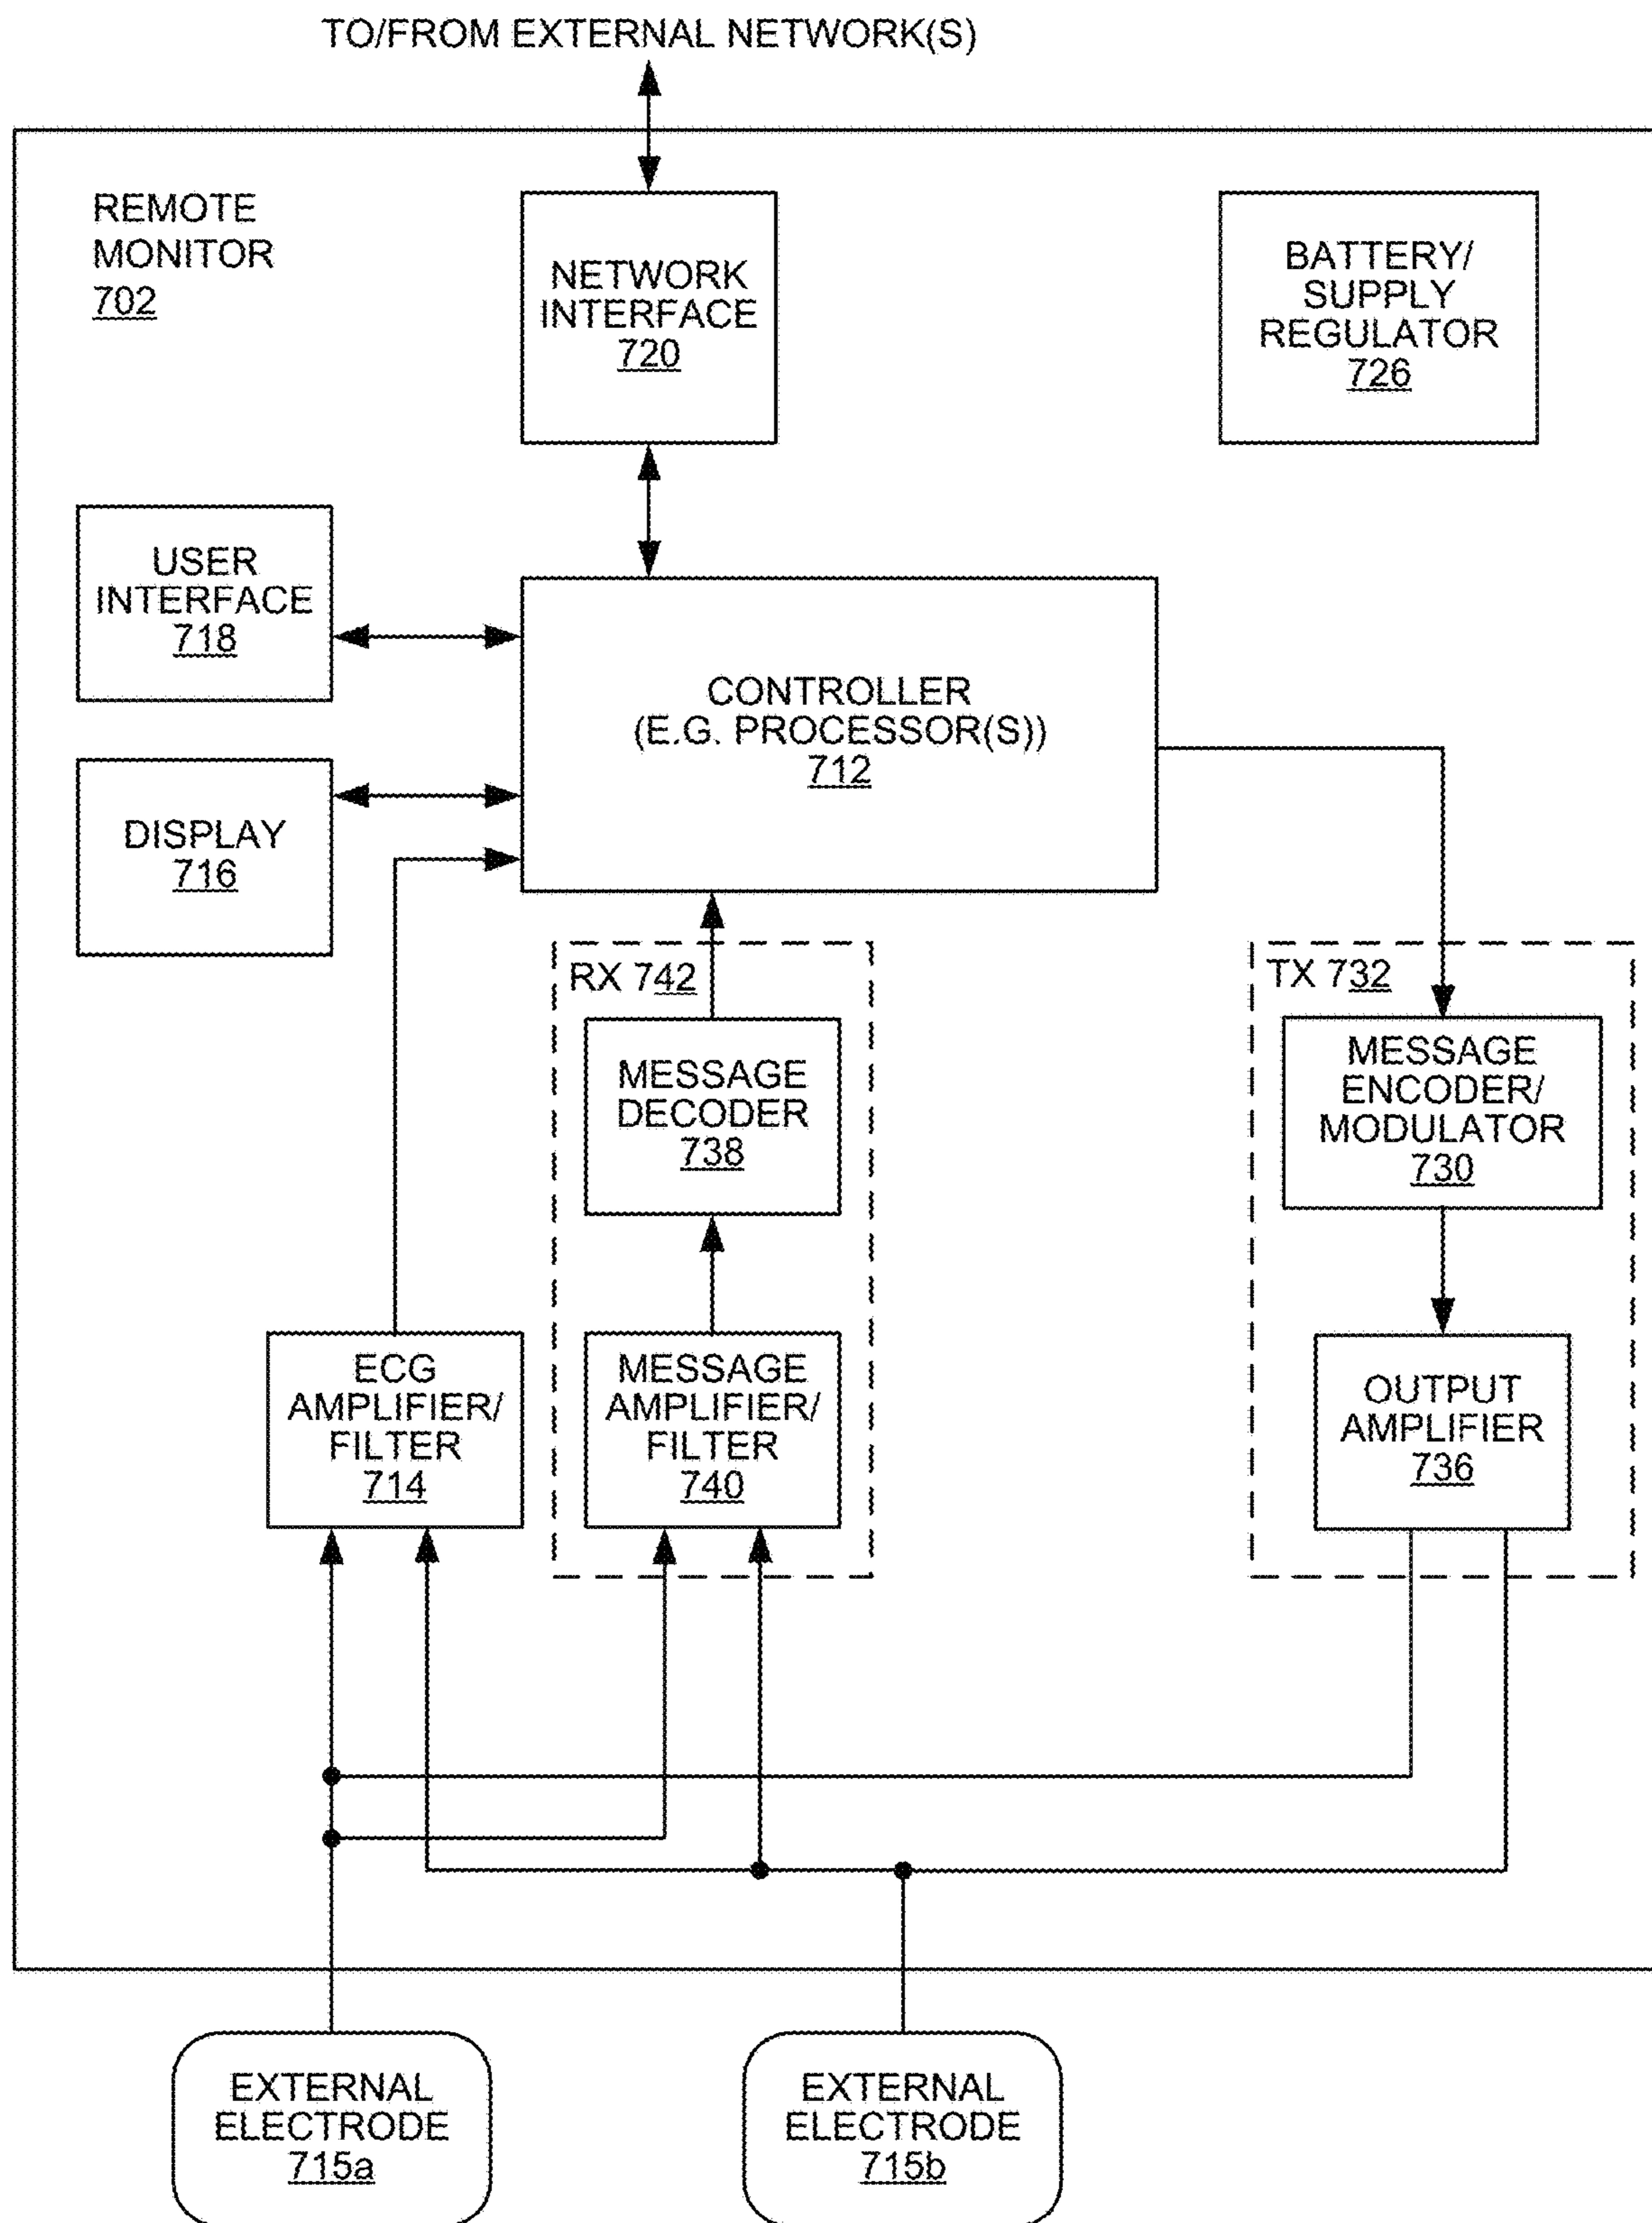 TO/FROM EXTERNAL NETWORK(S)
REMOTE
MONITOR
702
NETWORK
INTERFACE
720
BATTERY/
SUPPLY
REGULATOR
726
USER
INTERFACE
718
CONTROLLER
(E.G. PROCESSOR(S))
712
DISPLAY
716
RX 742
TX 732
MESSAGE
DECODER
738
MESSAGE
ENCODER/
MODULATOR
730
ECG
AMPLIFIER/
FILTER
714
MESSAGE
AMPLIFIER/
FILTER
740
OUTPUT
AMPLIFIER
736
EXTERNAL
ELECTRODE
715a
EXTERNAL
ELECTRODE
715b